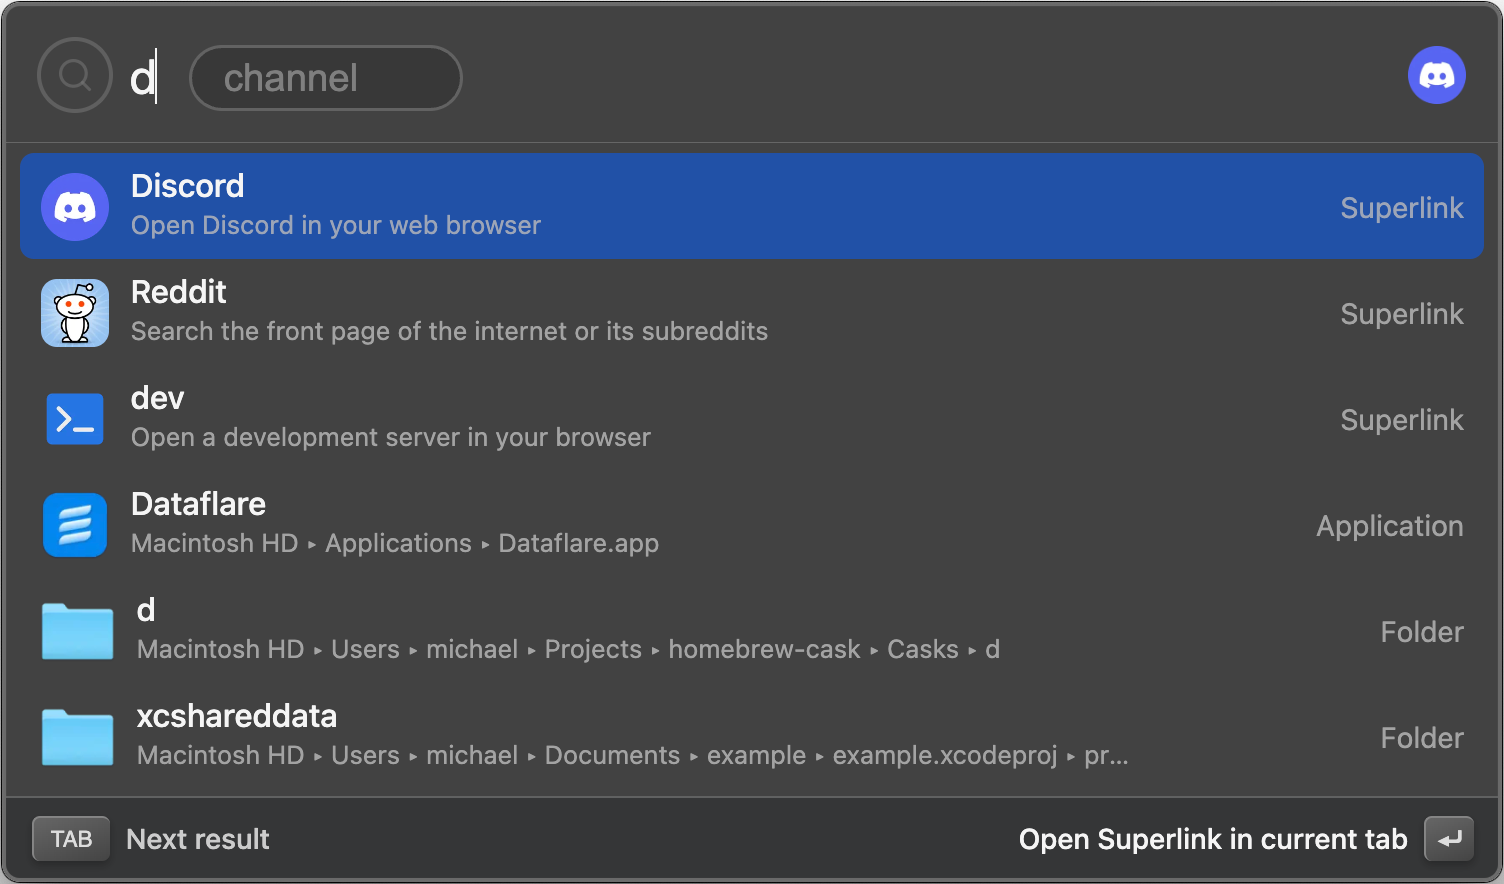 d channel
Discord
Open Discord in your web browser
Superlink
Reddit
Search the front page of the internet or its subreddits
Superlink
dev
Open a development server in your browser
Superlink
Dataflare
Macintosh HD ▸ Applications ▸ Dataflare.app
Application
d
Macintosh HD ▸ Users ▸ michael ▸ Projects ▸ homebrew-cask ▸ Casks ▸ d
Folder
xcshareddata
Macintosh HD ▸ Users ▸ michael ▸ Documents ▸ example ▸ example.xcodeproj ▸ pr...
Folder
TAB Next result
Open Superlink in current tab